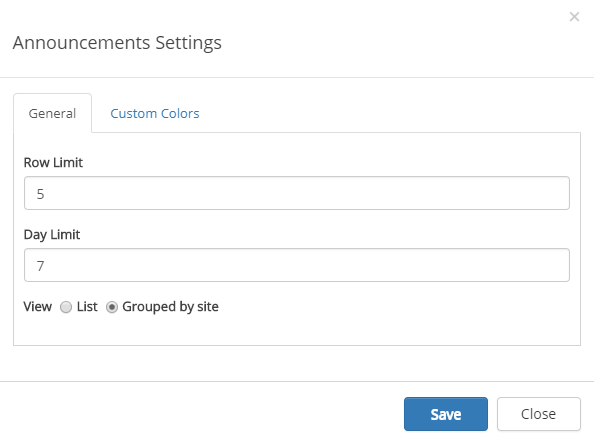 ×
Announcements Settings
General Custom Colors
Row Limit
5
Day Limit
7
View List Grouped by site
Save Close